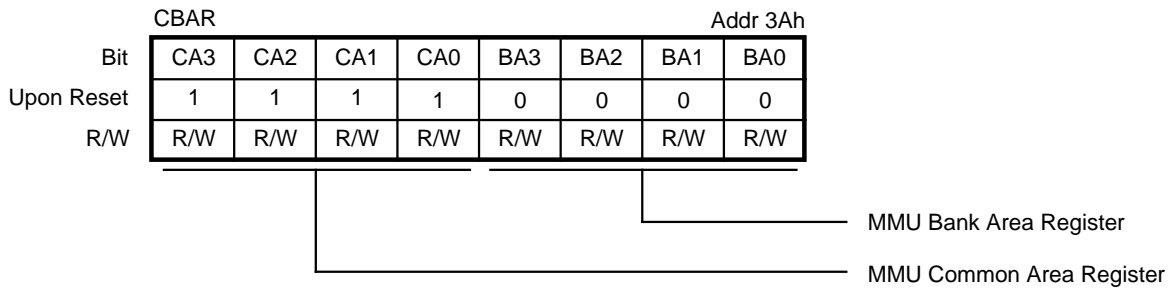 CBAR Addr 3Ah
Bit CA3 CA2 CA1 CA0 BA3 BA2 BA1 BA0
Upon Reset 1 1 1 1 0 0 0 0
R/W R/W R/W R/W R/W R/W R/W R/W R/W
MMU Bank Area Register
MMU Common Area Register